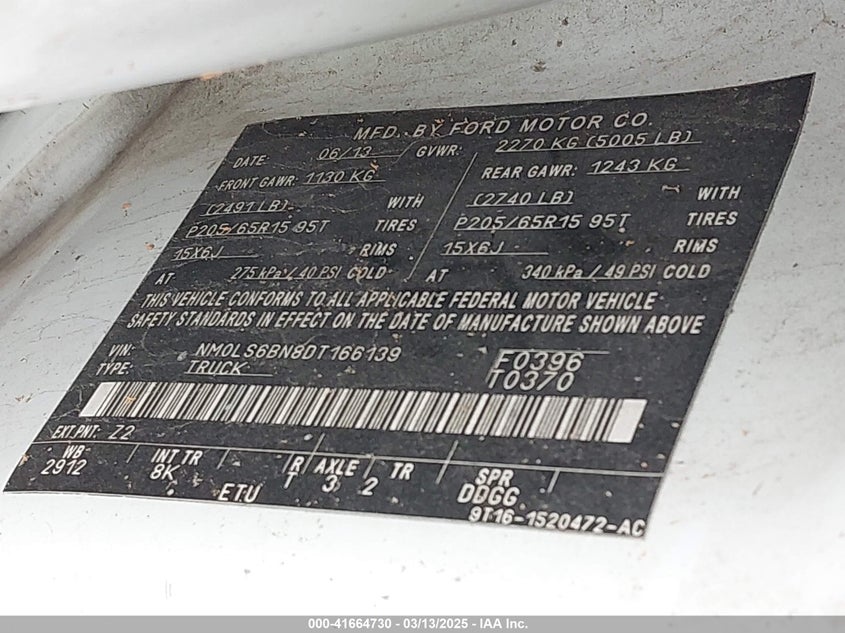 MFD. BY FORD MOTOR CO.
DATE: 06/13 GVWR: 2270 KG (5005 LB)
FRONT GAWR: 1130 KG REAR GAWR: 1243 KG
(2491 LB) WITH (2740 LB) WITH
P205/65R15 95T TIRES P205/65R15 95T TIRES
15X6J RIMS 15X6J RIMS
AT 275 kPa / 40 PSI COLD AT 340 kPa / 49 PSI COLD
THIS VEHICLE CONFORMS TO ALL APPLICABLE FEDERAL MOTOR VEHICLE
SAFETY STANDARDS IN EFFECT ON THE DATE OF MANUFACTURE SHOWN ABOVE
VIN: NM0LS6BN8DT166139 F0396
TYPE: TRUCK T0370
EXT PNT: Z2
WB INT TR R AXLE TR SPR
2912 8K T 3 2 DDGG
ETU 9T16-1520472-AC
000-41664730 — 03/13/2025 — IAA Inc.